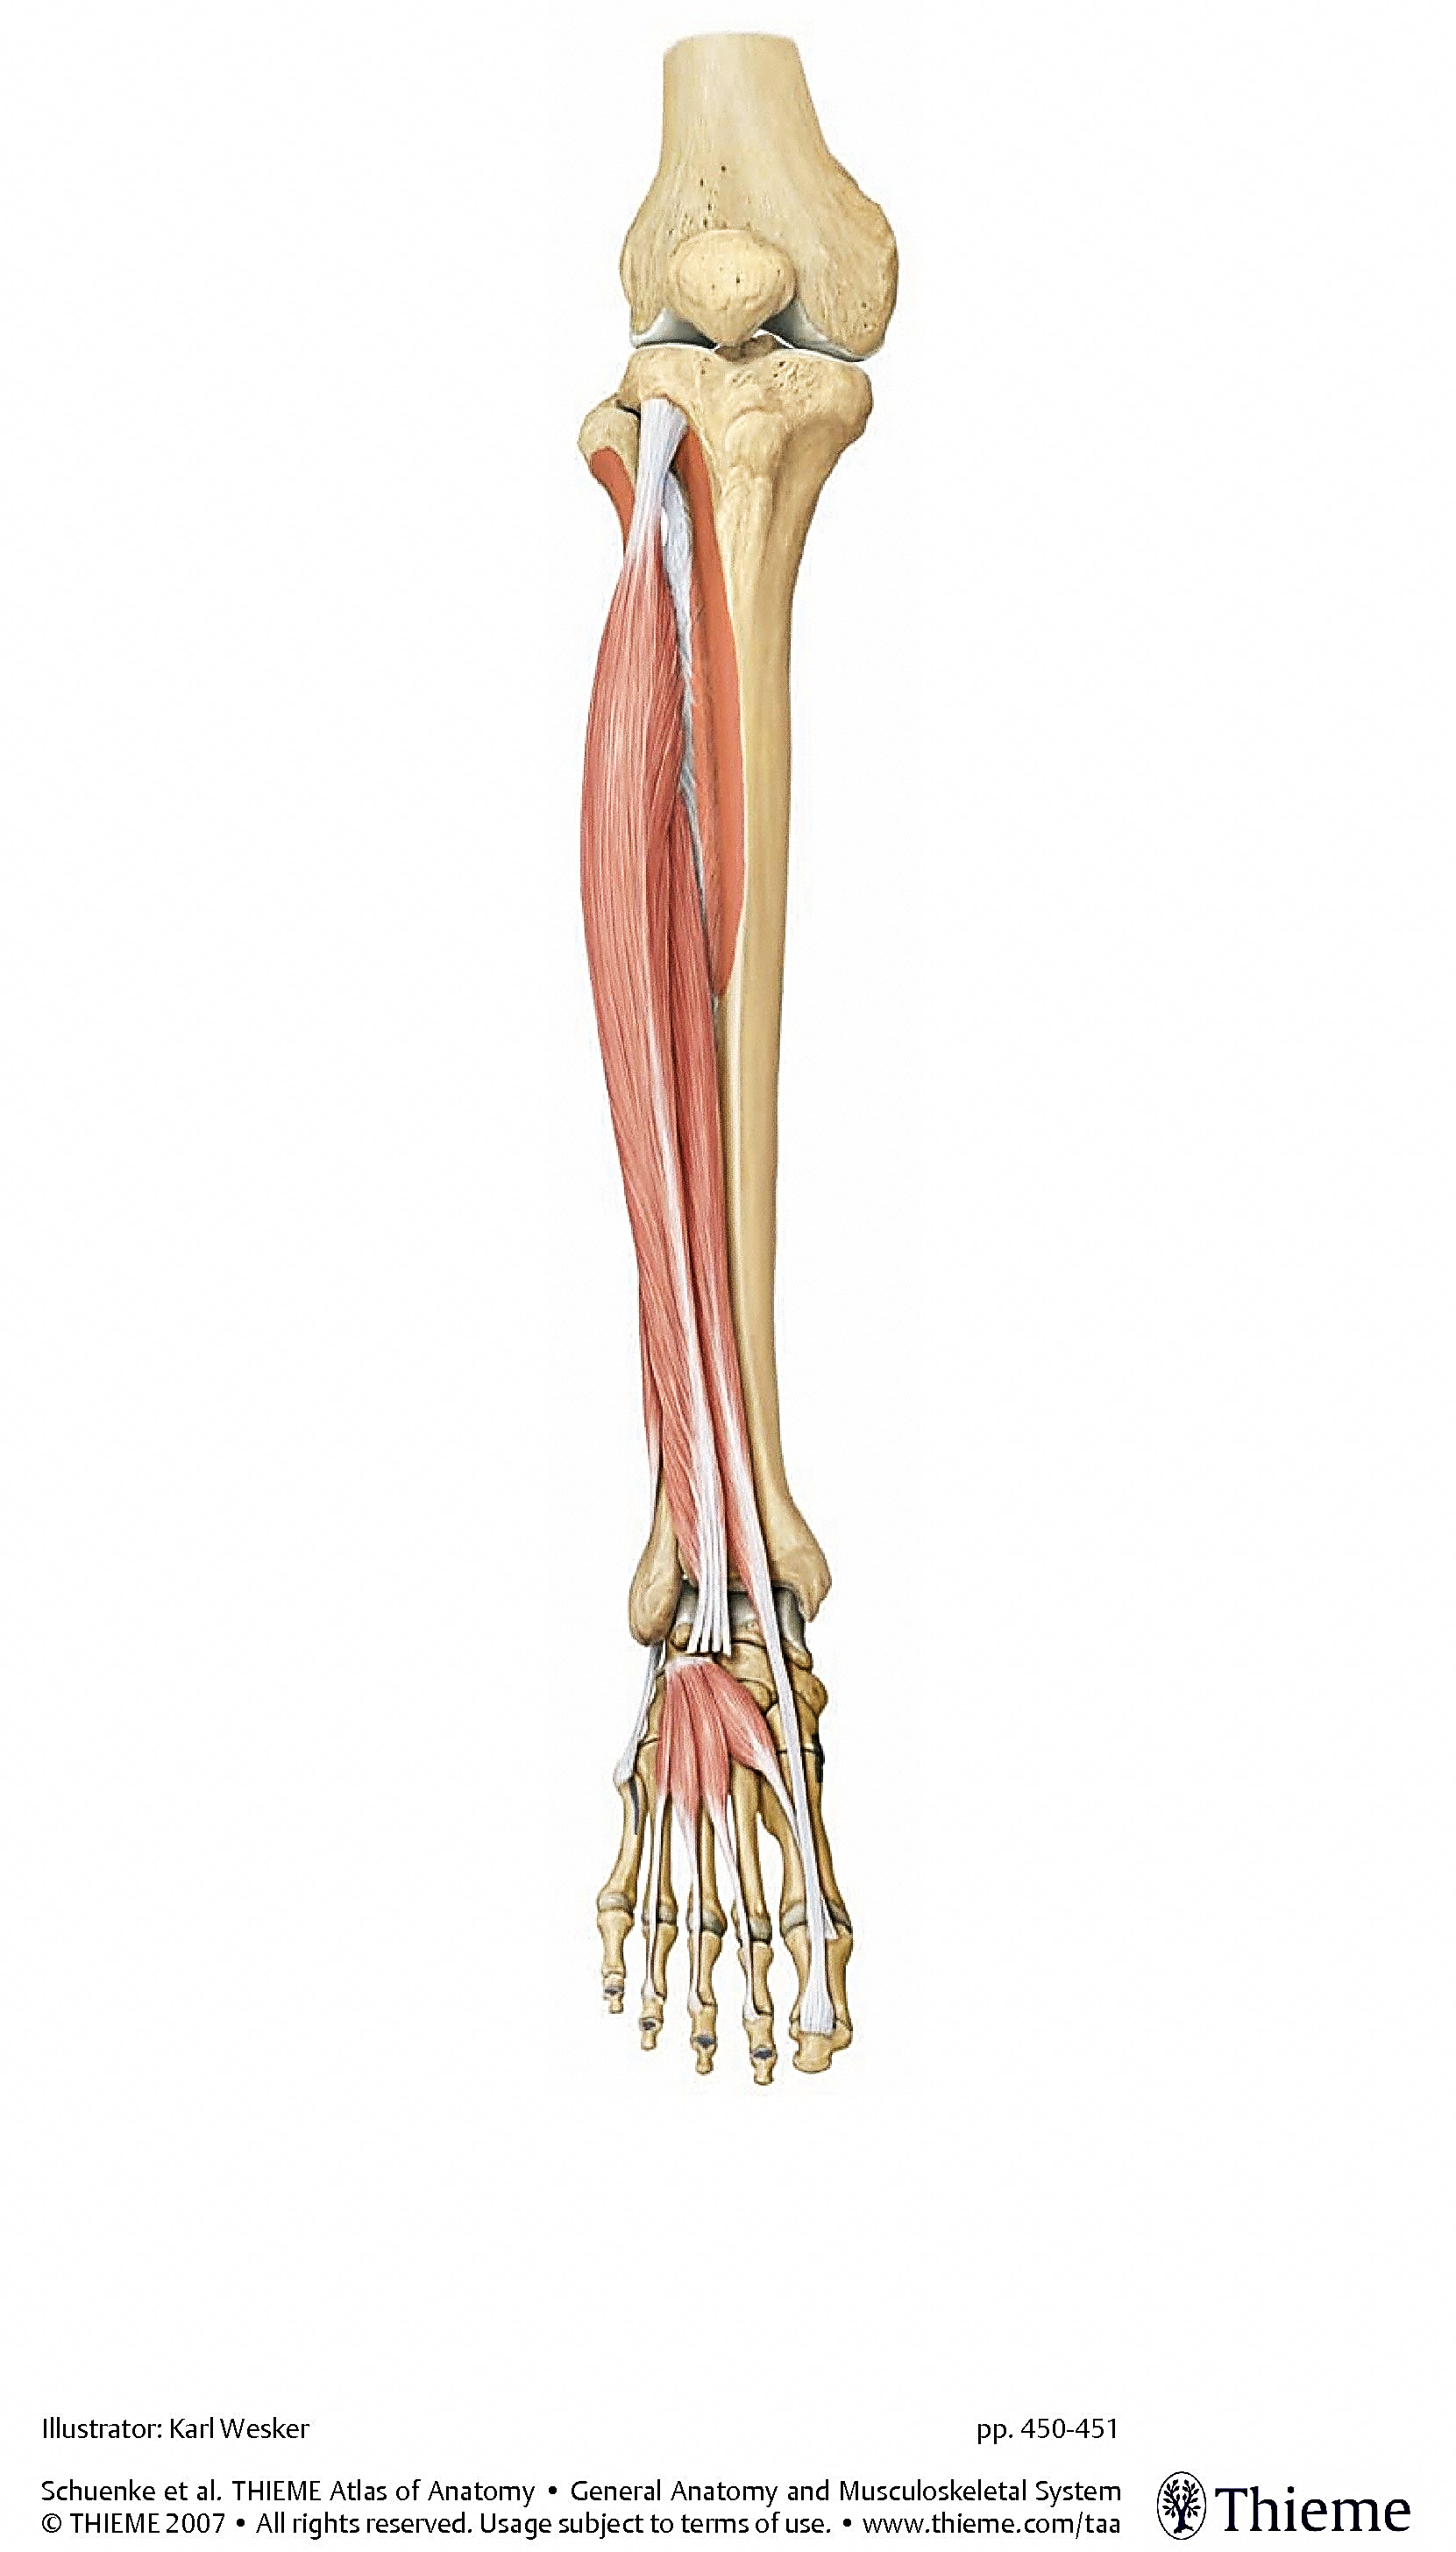 Illustrator: Karl Wesker
pp. 450-451
Schuenke et al. THIEME Atlas of Anatomy • General Anatomy and Musculoskeletal System
© THIEME 2007 • All rights reserved. Usage subject to terms of use. • www.thieme.com/taa
Thieme